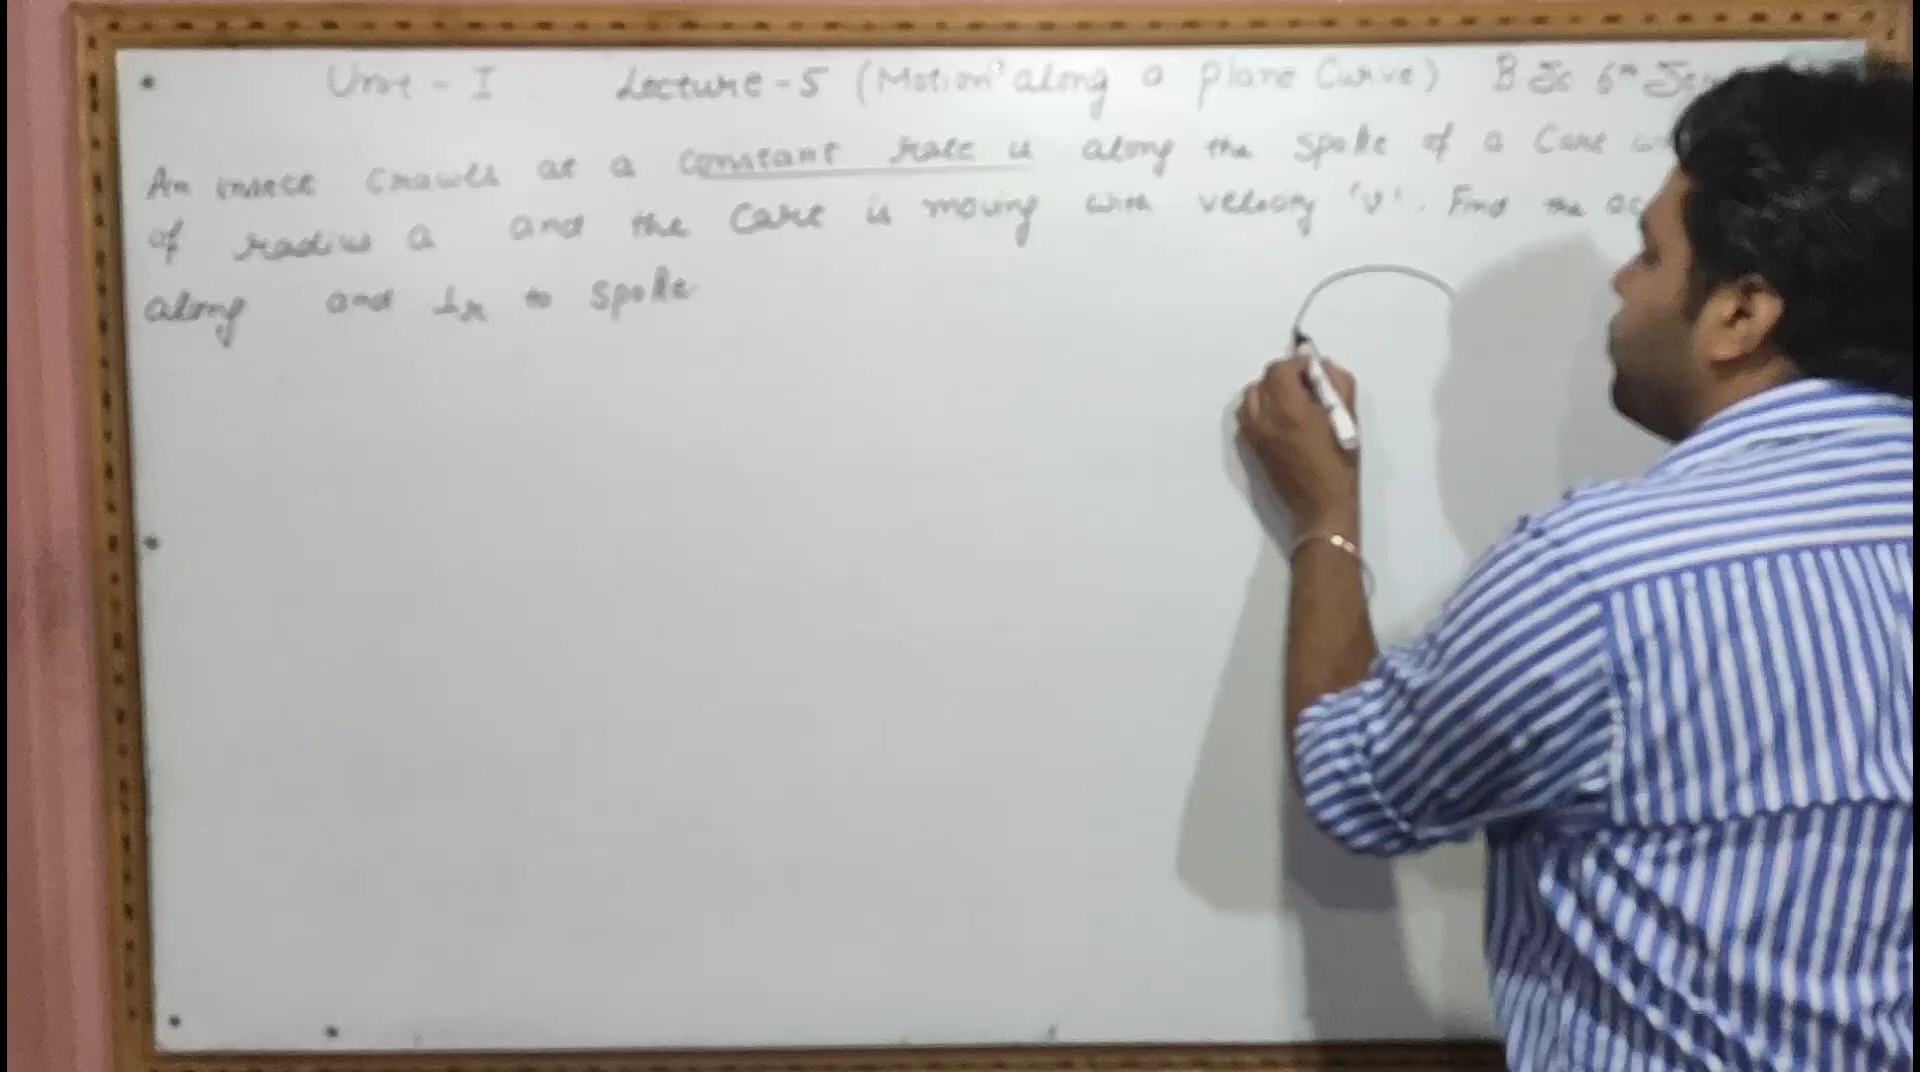 Unit - I Lecture - 5 (Motion along a plane Curve) B Sc 6th Sem
An insect crawls at a constant rate u along the spoke of a Cart
of radius a and the Cart is moving with velocity 'v'. Find the
along and ⊥r to spoke